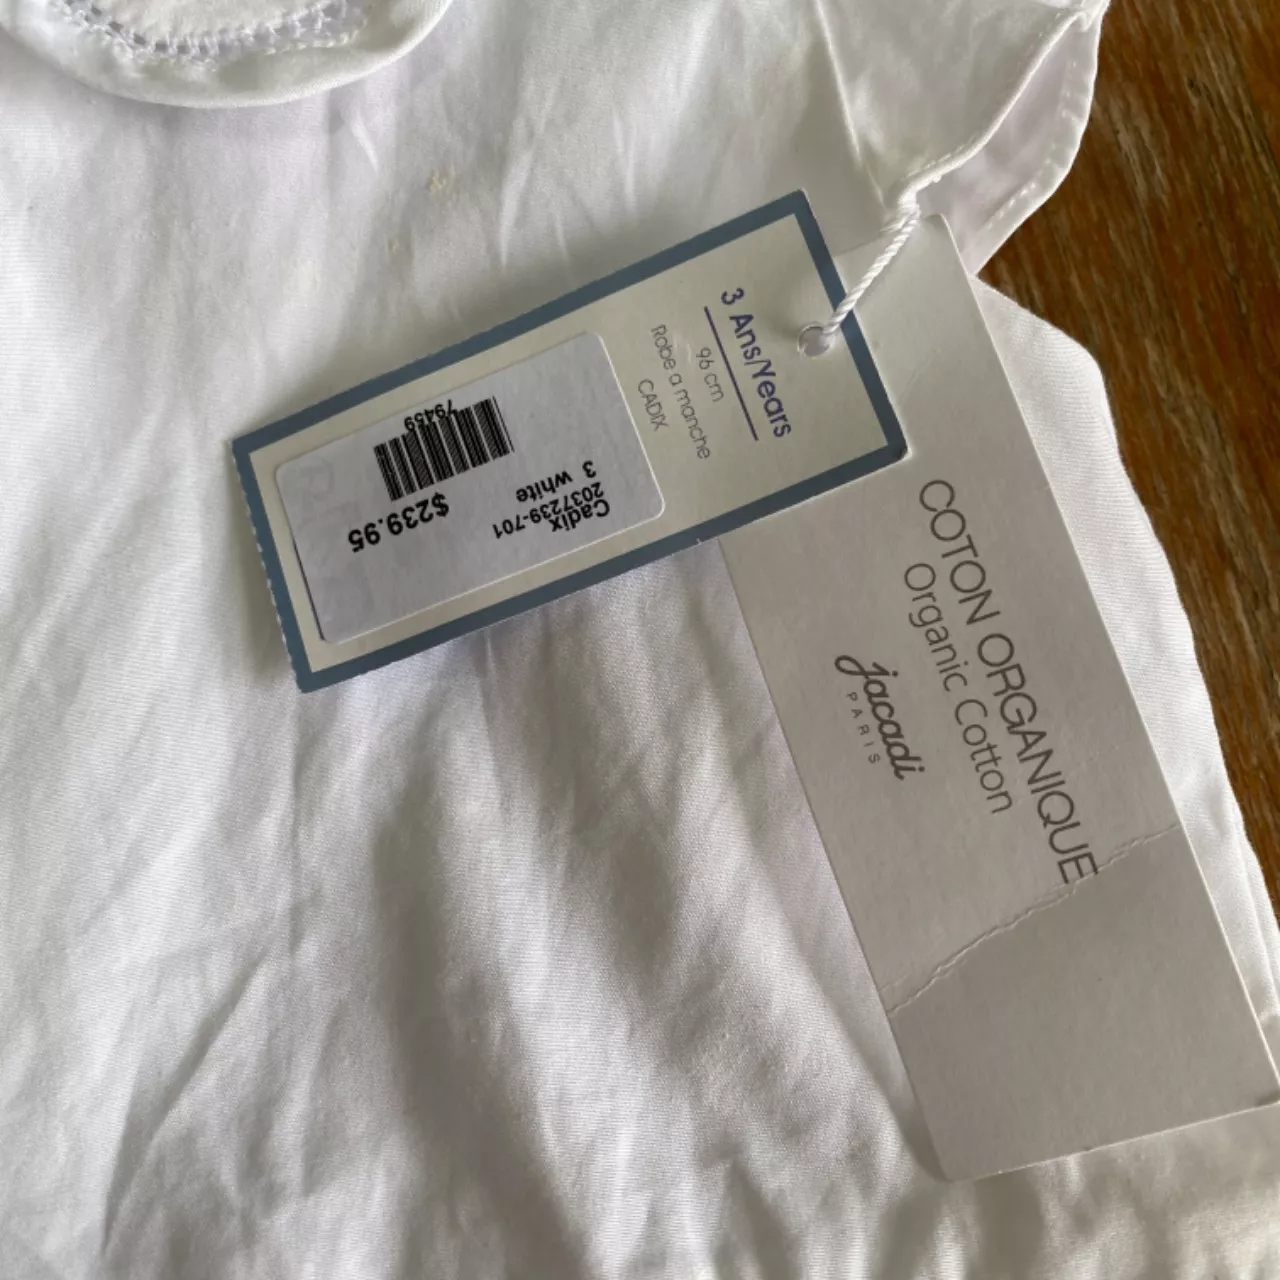 3 Ans/Years
96 cm
Robe a manche
CADIX
Cadix
2037239-701
3 white
$239.95
79459
COTON ORGANIQUE
Organic Cotton
Jacadi
PARIS